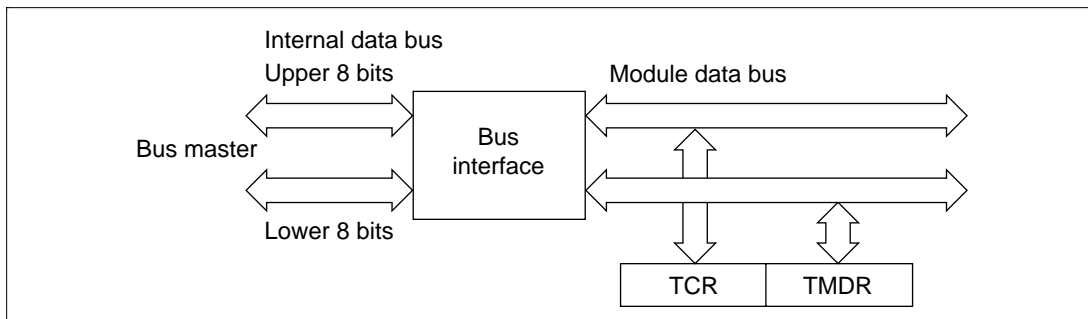 Internal data bus
Upper 8 bits
Module data bus
Bus master
Bus
interface
Lower 8 bits
TCR
TMDR